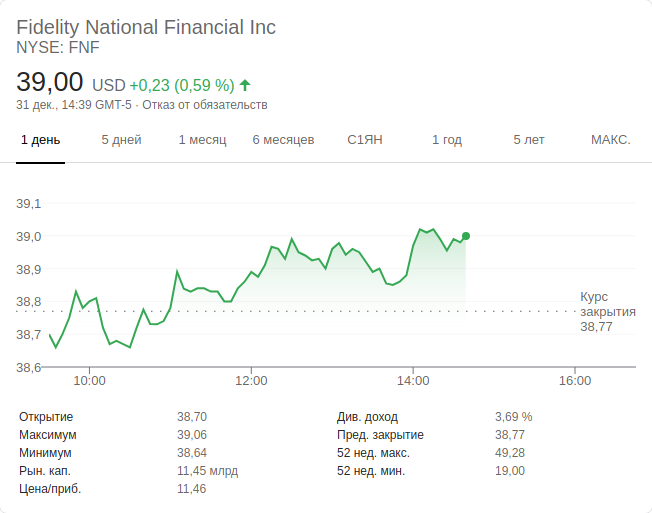 Fidelity National Financial Inc
NYSE: FNF
39,00 USD +0,23 (0,59 %)
31 дек., 14:39 GMT-5 · Отказ от обязательств
1 день 5 дней 1 месяц 6 месяцев С1ЯН 1 год 5 лет МАКС.
39,1
39,0
38,9
38,8
38,7
38,6
Курс
закрытия
38,77
10:00 12:00 14:00 16:00
Открытие 38,70 Див. доход 3,69 %
Максимум 39,06 Пред. закрытие 38,77
Минимум 38,64 52 нед. макс. 49,28
Рын. кап. 11,45 млрд 52 нед. мин. 19,00
Цена/приб. 11,46